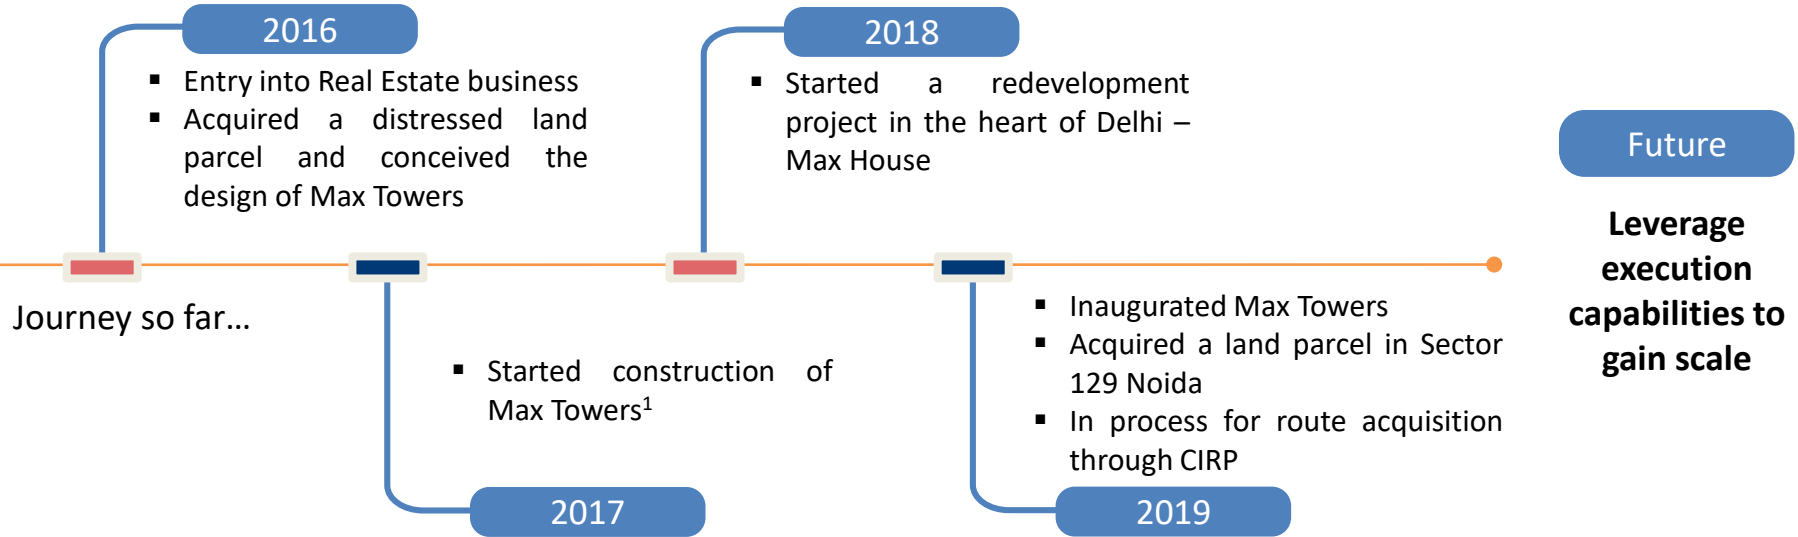 2016
▪ Entry into Real Estate business
▪ Acquired a distressed land
parcel and conceived the
design of Max Towers
2018
▪ Started a redevelopment
project in the heart of Delhi –
Max House
Journey so far...
▪ Started construction of
Max Towers¹
2017
▪ Inaugurated Max Towers
▪ Acquired a land parcel in Sector
129 Noida
▪ In process for route acquisition
through CIRP
2019
Future
Leverage
execution
capabilities to
gain scale